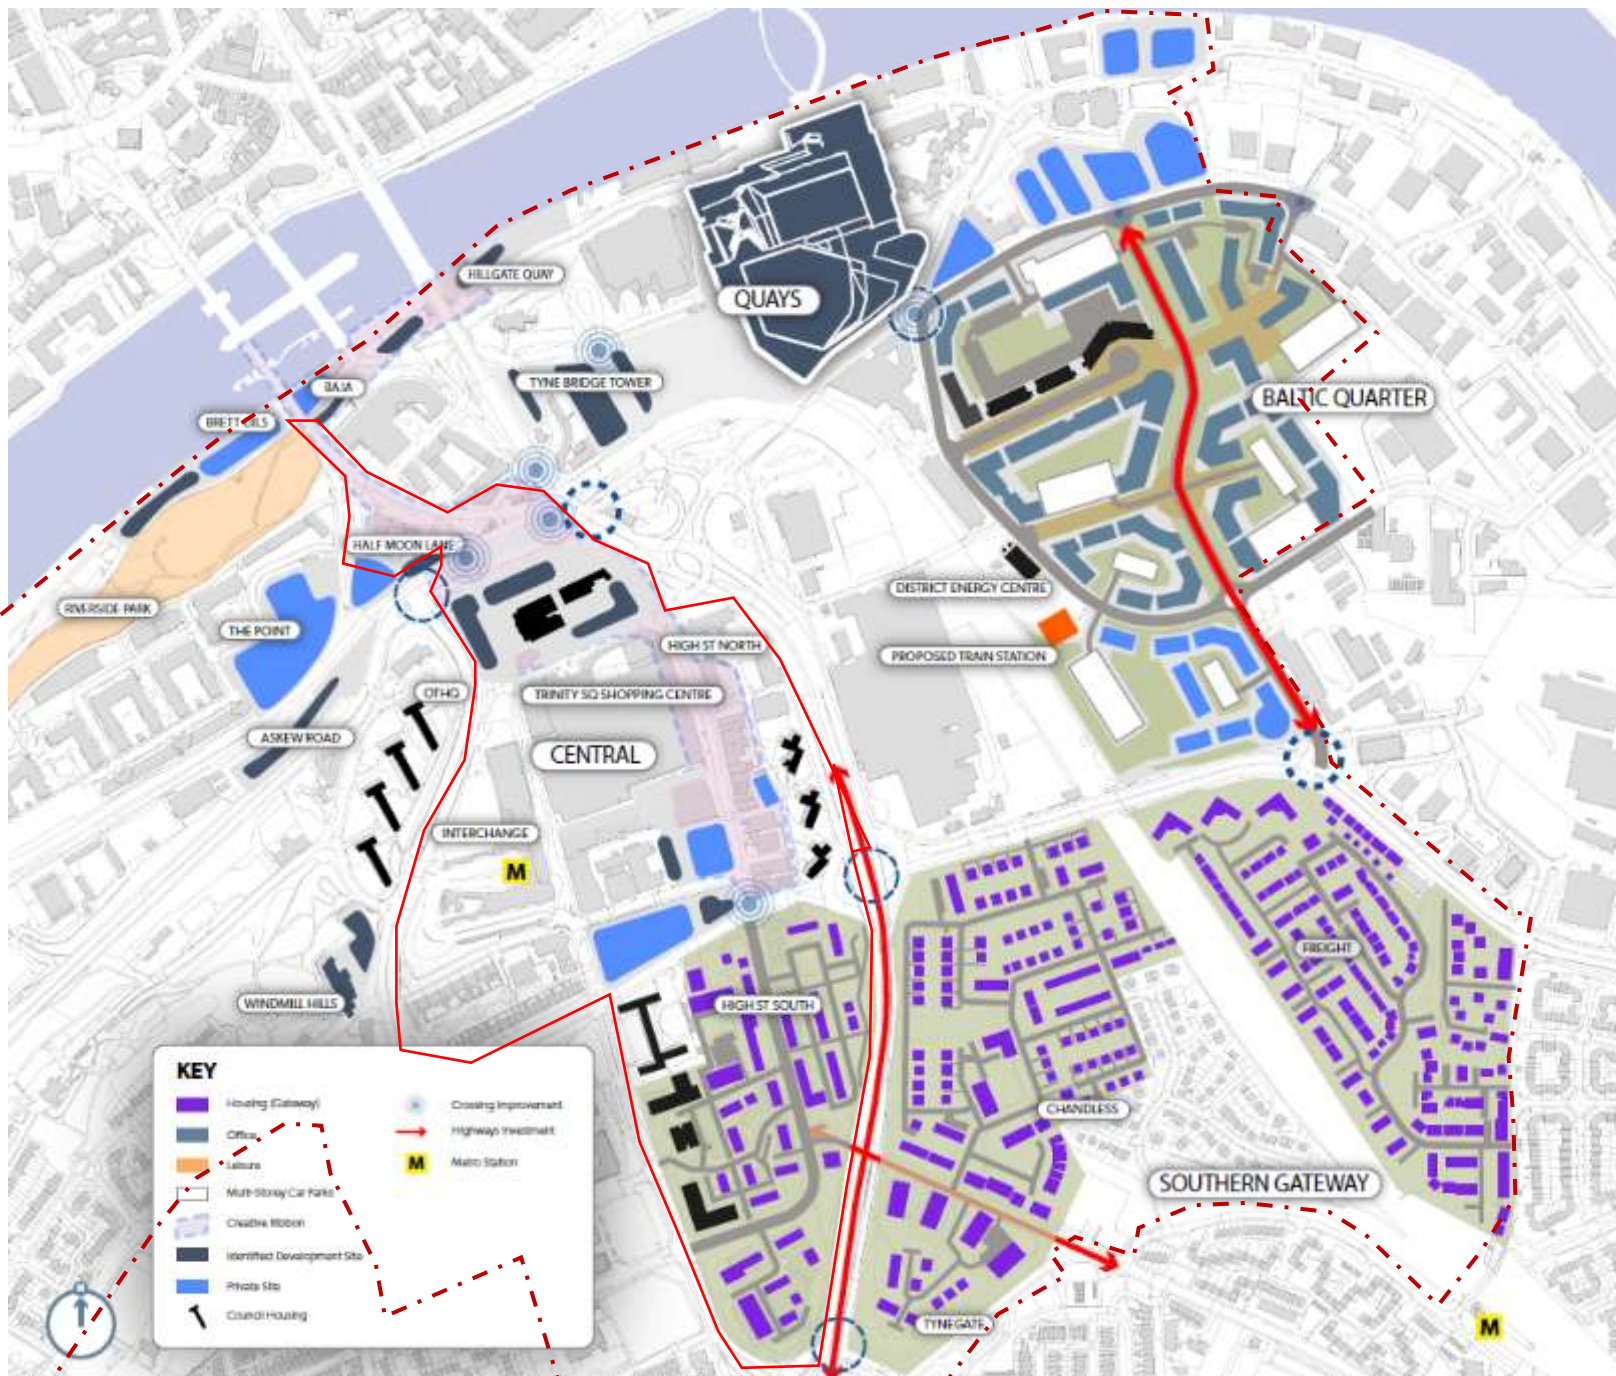 HILLGATE QUAY
QUAYS
BAJA
TYNE BRIDGE TOWER
BALTIC QUARTER
BRETT OILS
HALF MOON LANE
DISTRICT ENERGY CENTRE
RIVERSIDE PARK
THE POINT
HIGH ST NORTH
PROPOSED TRAIN STATION
OTHQ
TRINITY SQ SHOPPING CENTRE
ASKEW ROAD
CENTRAL
INTERCHANGE
M
FREIGHT
WINDMILL HILLS
HIGH ST SOUTH
CHANDLESS
SOUTHERN GATEWAY
TYNEGATE
M
KEY
Housing (Gateway)
Office
Leisure
Multi-Storey Car Parks
Creative Ribbon
Identified Development Site
Private Site
Council Housing
Crossing Improvement
Highways Investment
M
Metro Station